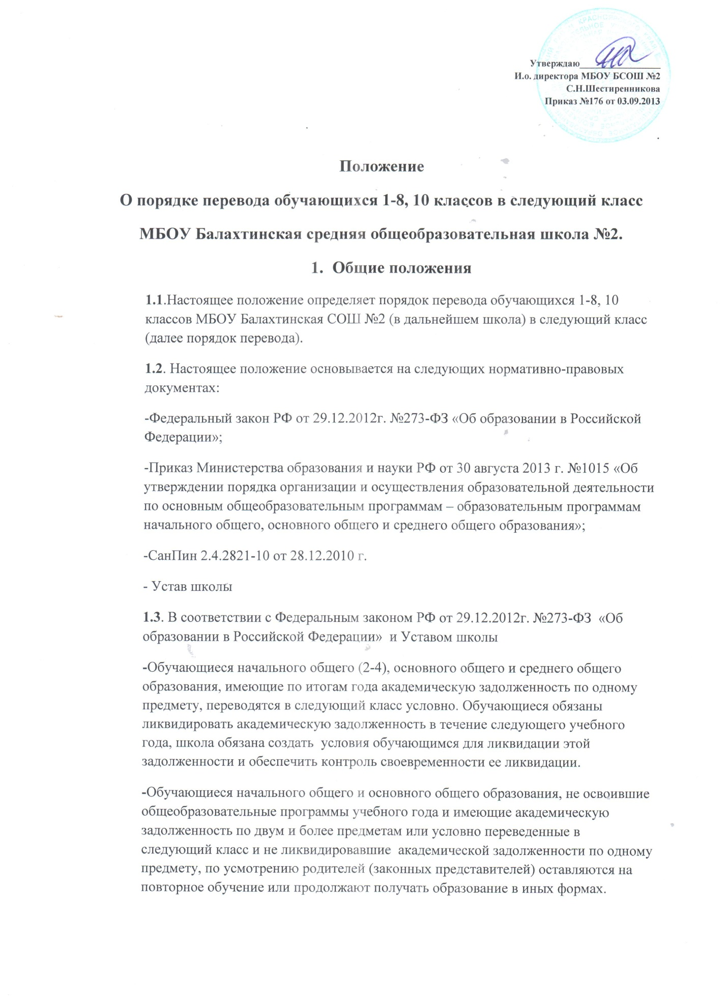 Утверждаю
И.о. директора МБОУ БСОШ №2
С.Н.Шестиренникова
Приказ №176 от 03.09.2013
Положение
О порядке перевода обучающихся 1-8, 10 классов в следующий класс
МБОУ Балахтинская средняя общеобразовательная школа №2.
1. Общие положения
1.1.Настоящее положение определяет порядок перевода обучающихся 1-8, 10
классов МБОУ Балахтинская СОШ №2 (в дальнейшем школа) в следующий класс
(далее порядок перевода).
1.2. Настоящее положение основывается на следующих нормативно-правовых
документах:
-Федеральный закон РФ от 29.12.2012г. №273-ФЗ «Об образовании в Российской
Федерации»;
-Приказ Министерства образования и науки РФ от 30 августа 2013 г. №1015 «Об
утверждении порядка организации и осуществления образовательной деятельности
по основным общеобразовательным программам – образовательным программам
начального общего, основного общего и среднего общего образования»;
-СанПин 2.4.2821-10 от 28.12.2010 г.
- Устав школы
1.3. В соответствии с Федеральным законом РФ от 29.12.2012г. №273-ФЗ «Об
образовании в Российской Федерации» и Уставом школы
-Обучающиеся начального общего (2-4), основного общего и среднего общего
образования, имеющие по итогам года академическую задолженность по одному
предмету, переводятся в следующий класс условно. Обучающиеся обязаны
ликвидировать академическую задолженность в течение следующего учебного
года, школа обязана создать условия обучающимся для ликвидации этой
задолженности и обеспечить контроль своевременности ее ликвидации.
-Обучающиеся начального общего и основного общего образования, не освоившие
общеобразовательные программы учебного года и имеющие академическую
задолженность по двум и более предметам или условно переведенные в
следующий класс и не ликвидировавшие академической задолженности по одному
предмету, по усмотрению родителей (законных представителей) оставляются на
повторное обучение или продолжают получать образование в иных формах.